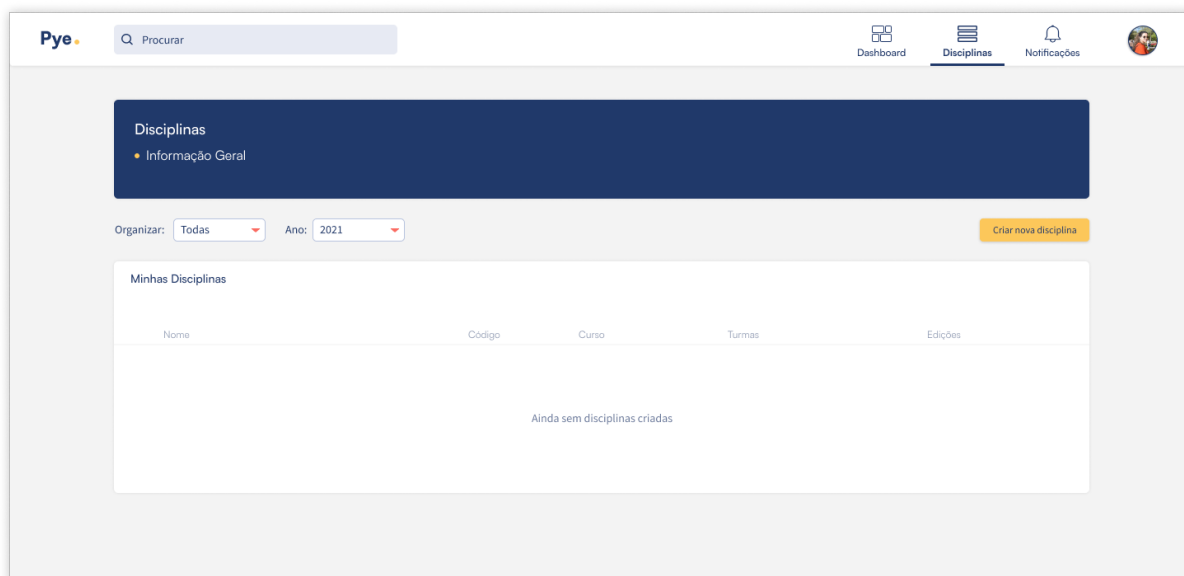 Pye.
Procurar
Dashboard
Disciplinas
Notificações
Disciplinas
• Informação Geral
Organizar: Todas Ano: 2021
Criar nova disciplina
Minhas Disciplinas
Nome Código Curso Turmas Edições
Ainda sem disciplinas criadas